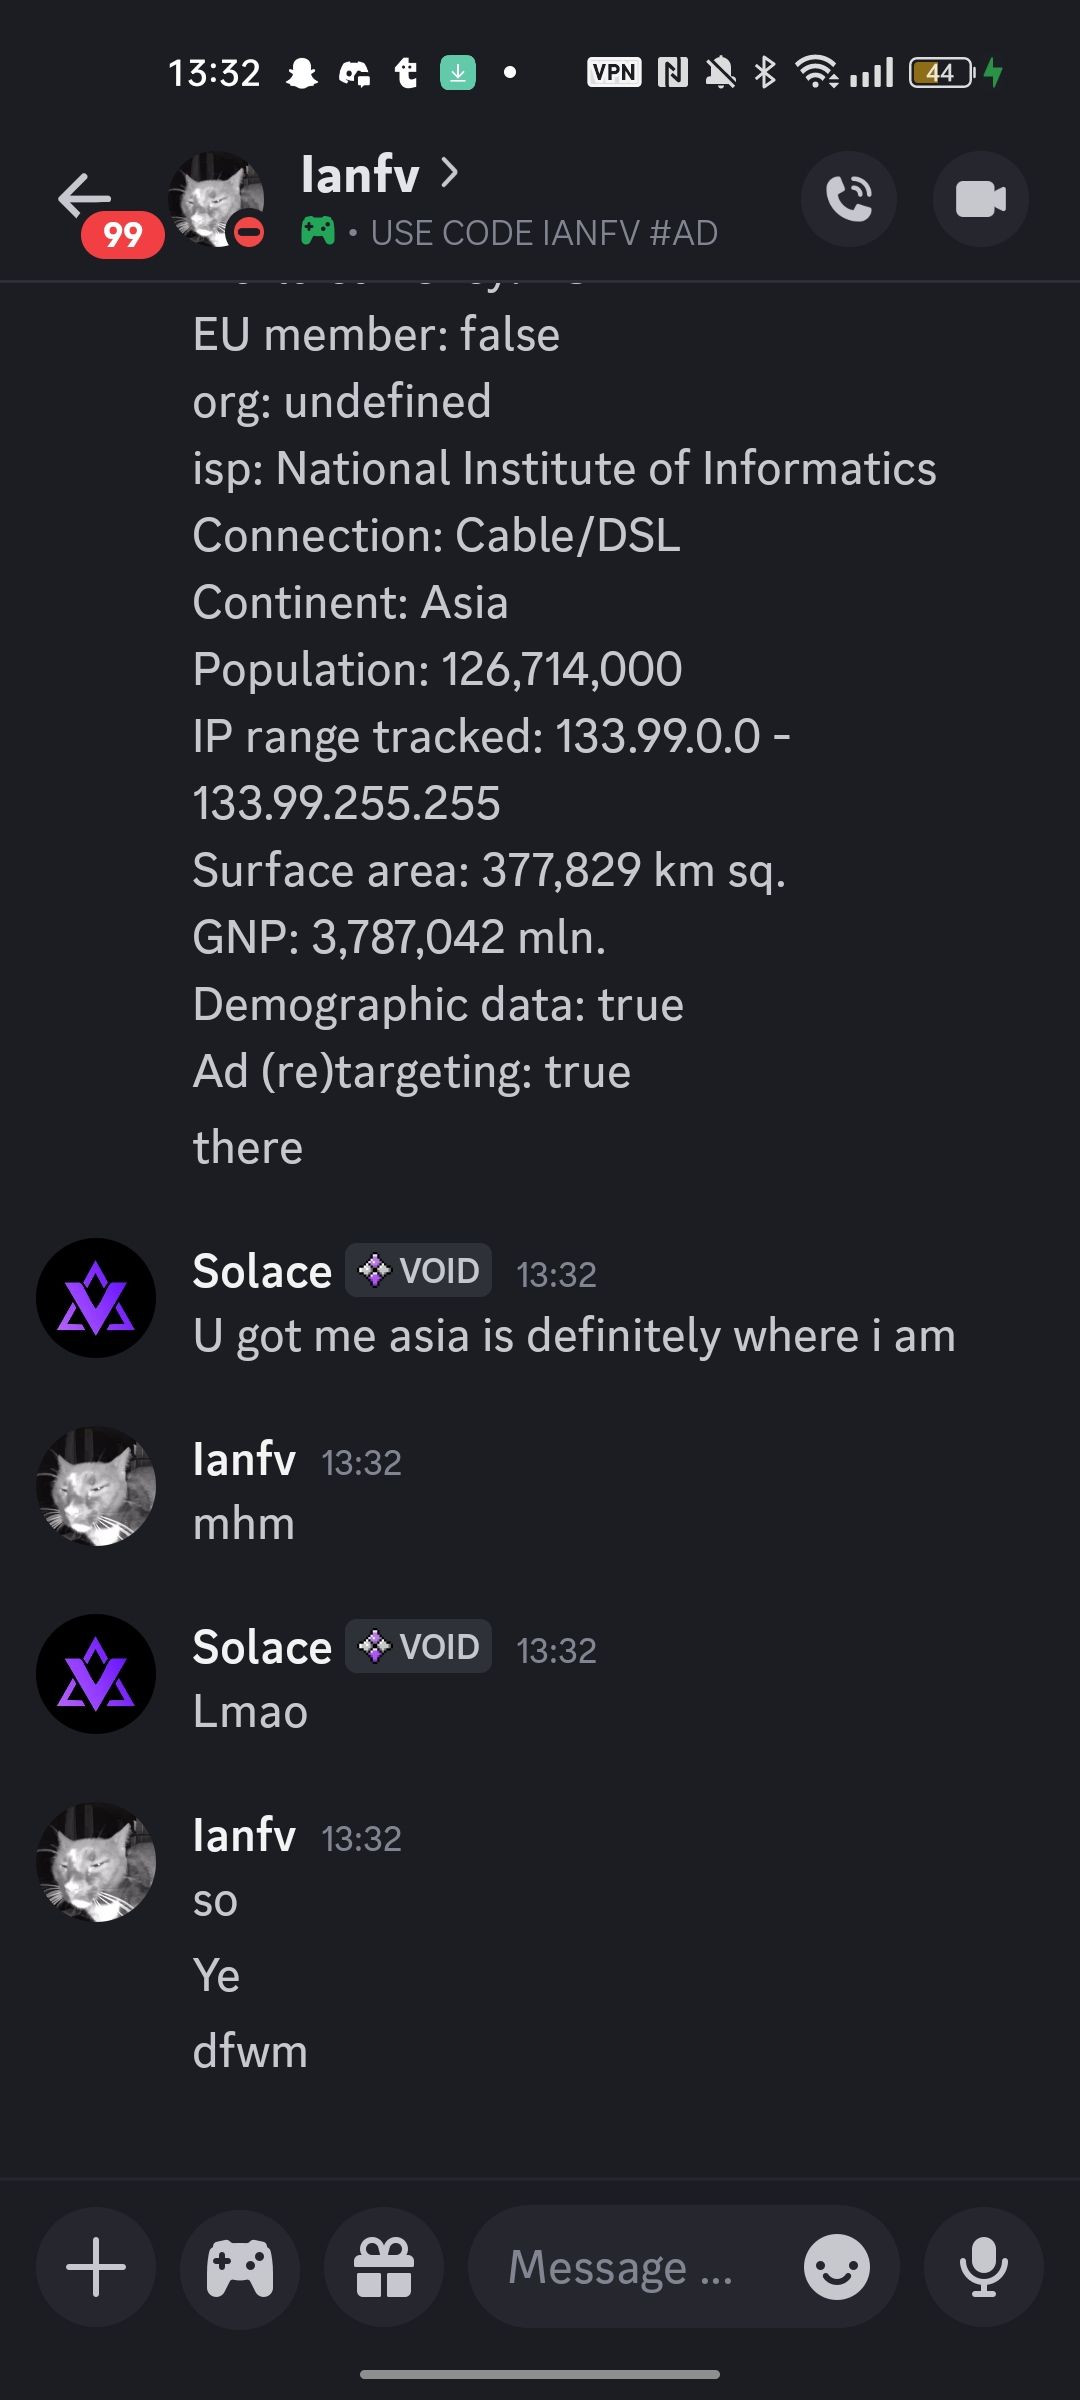 13:32
VPN
44
99
Ianfv
• USE CODE IANFV #AD
EU member: false
org: undefined
isp: National Institute of Informatics
Connection: Cable/DSL
Continent: Asia
Population: 126,714,000
IP range tracked: 133.99.0.0 -
133.99.255.255
Surface area: 377,829 km sq.
GNP: 3,787,042 mln.
Demographic data: true
Ad (re)targeting: true
there
Solace VOID 13:32
U got me asia is definitely where i am
Ianfv 13:32
mhm
Solace VOID 13:32
Lmao
Ianfv 13:32
so
Ye
dfwm
Message ...